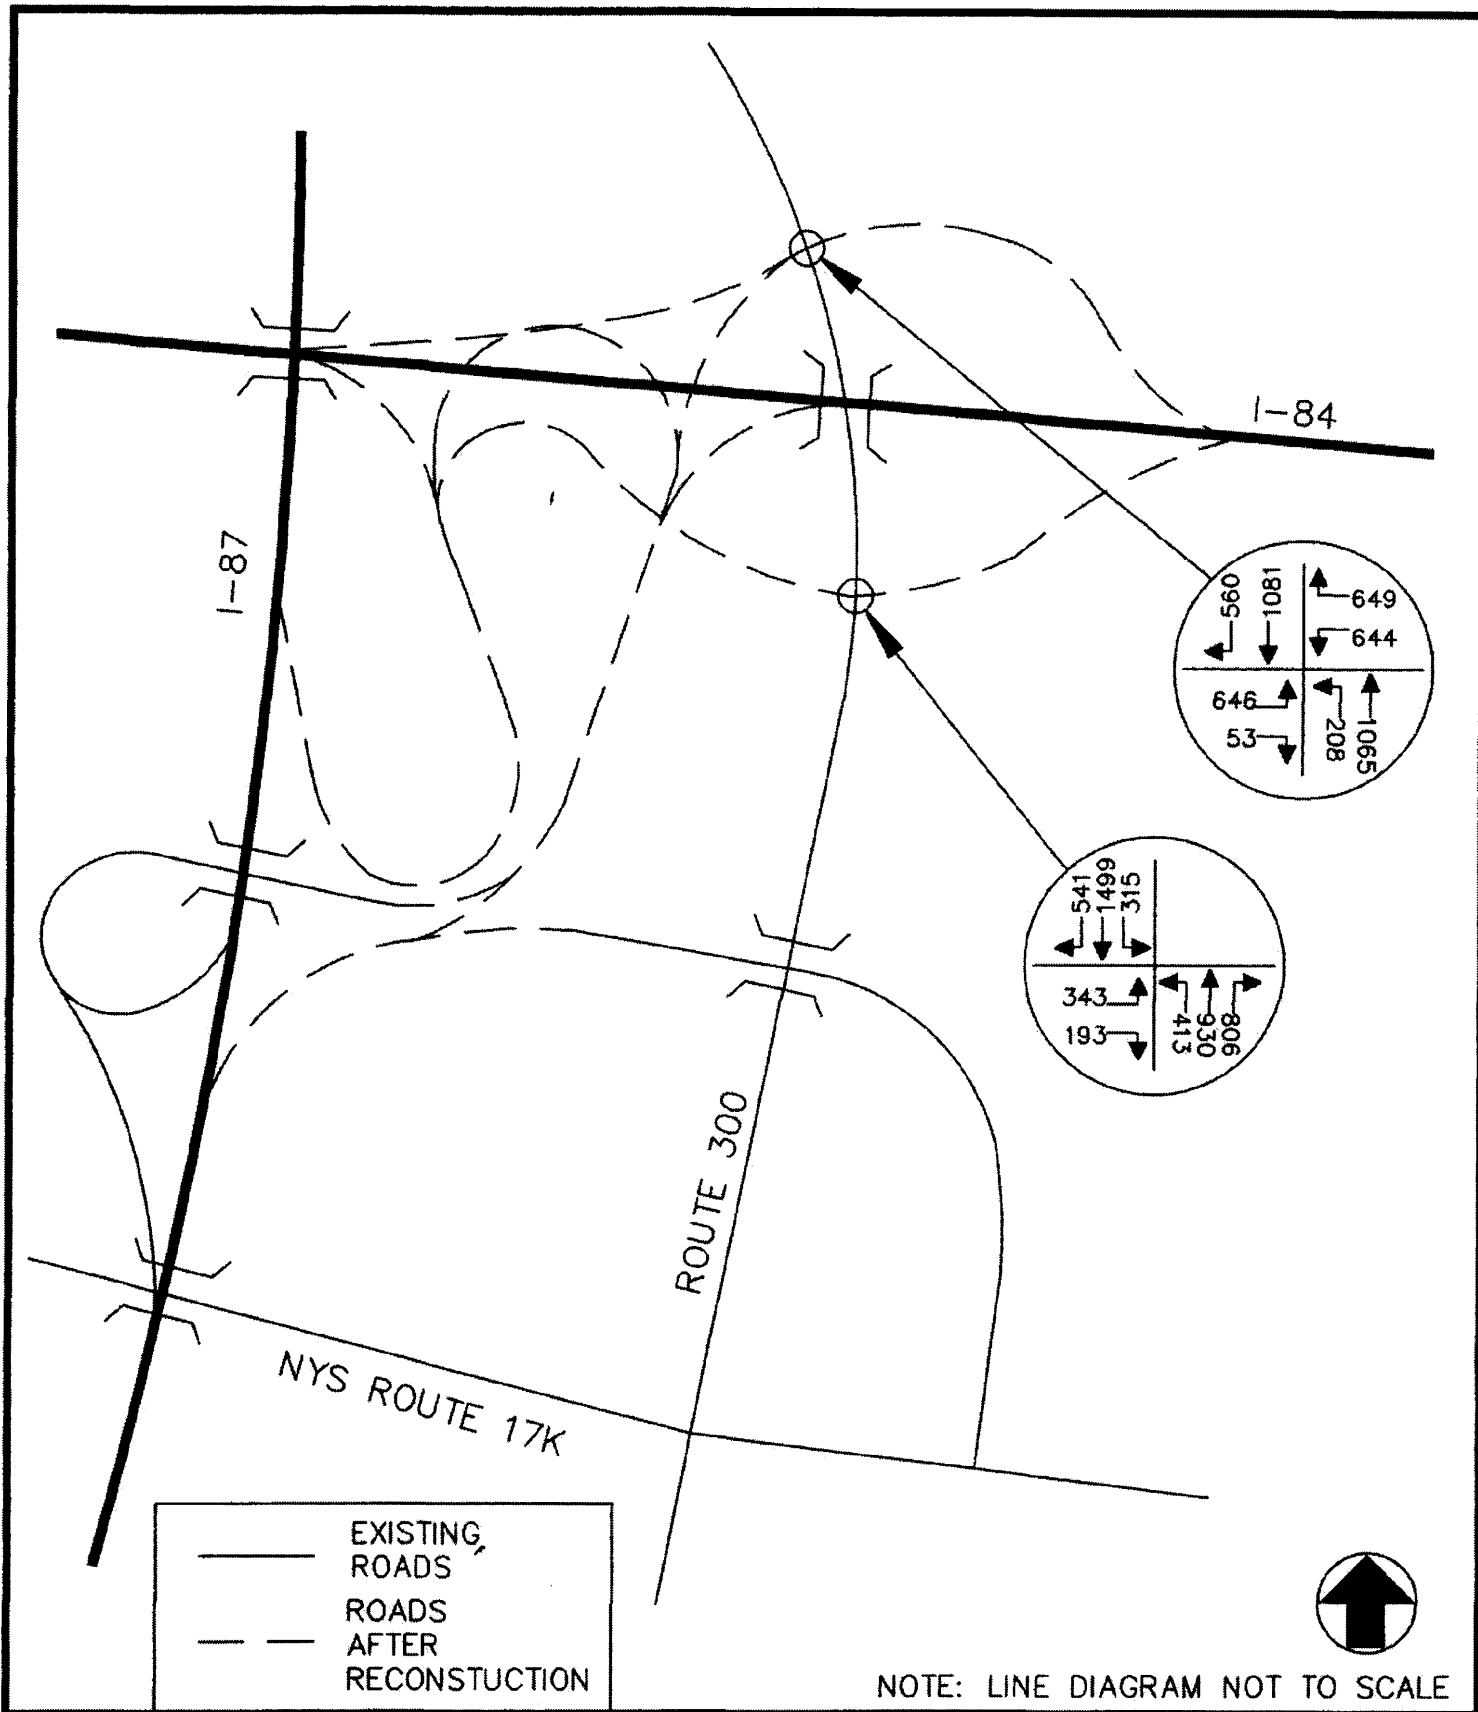 I-84
I-87
560
1081
649
644
646
53
208
1065
541
1499
315
343
193
413
930
806
ROUTE 300
NYS ROUTE 17K
EXISTING
ROADS
ROADS
AFTER
RECONSTUCTION
NOTE: LINE DIAGRAM NOT TO SCALE